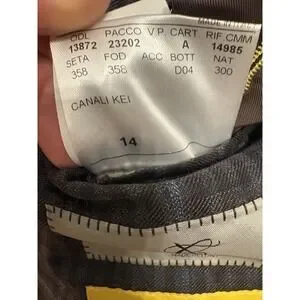 MADE IN ITALY
ODL PACCO V.P. CART RIF CMM
13872 23202 A 14985
SETA FOD ACC BOTT NAT
358 358 D04 300
CANALI KEI
14